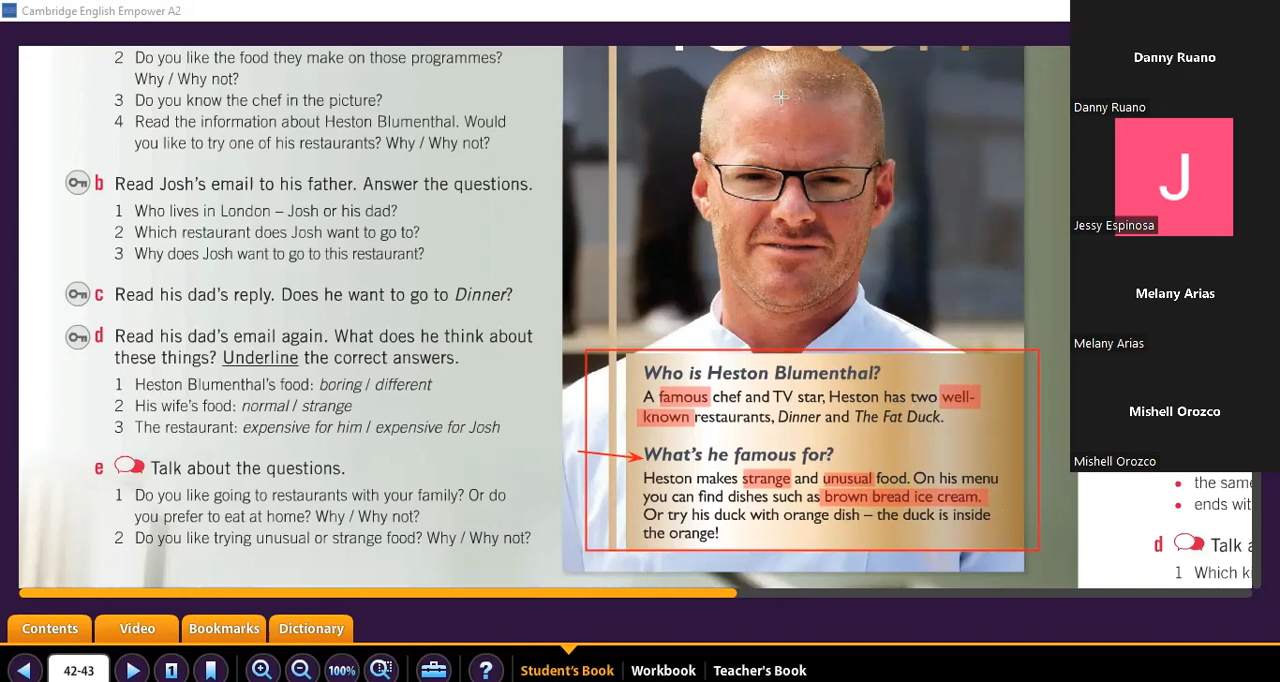 Cambridge English Empower A2
2 Do you like the food they make on those programmes?
Why / Why not?
3 Do you know the chef in the picture?
4 Read the information about Heston Blumenthal. Would
you like to try one of his restaurants? Why / Why not?
b Read Josh's email to his father. Answer the questions.
1 Who lives in London – Josh or his dad?
2 Which restaurant does Josh want to go to?
3 Why does Josh want to go to this restaurant?
c Read his dad's reply. Does he want to go to Dinner?
d Read his dad's email again. What does he think about
these things? Underline the correct answers.
1 Heston Blumenthal's food: boring / different
2 His wife's food: normal / strange
3 The restaurant: expensive for him / expensive for Josh
e Talk about the questions.
1 Do you like going to restaurants with your family? Or do
you prefer to eat at home? Why / Why not?
2 Do you like trying unusual or strange food? Why / Why not?
Who is Heston Blumenthal?
A famous chef and TV star, Heston has two well-
known restaurants, Dinner and The Fat Duck.
What's he famous for?
Heston makes strange and unusual food. On his menu
you can find dishes such as brown bread ice cream.
Or try his duck with orange dish – the duck is inside
the orange!
Danny Ruano
Danny Ruano
J
Jessy Espinosa
Melany Arias
Melany Arias
Mishell Orozco
Mishell Orozco
• the same
• ends wit
d Talk a
1 Which k
Contents
Video
Bookmarks
Dictionary
42-43
1
100%
?
Student's Book
Workbook
Teacher's Book